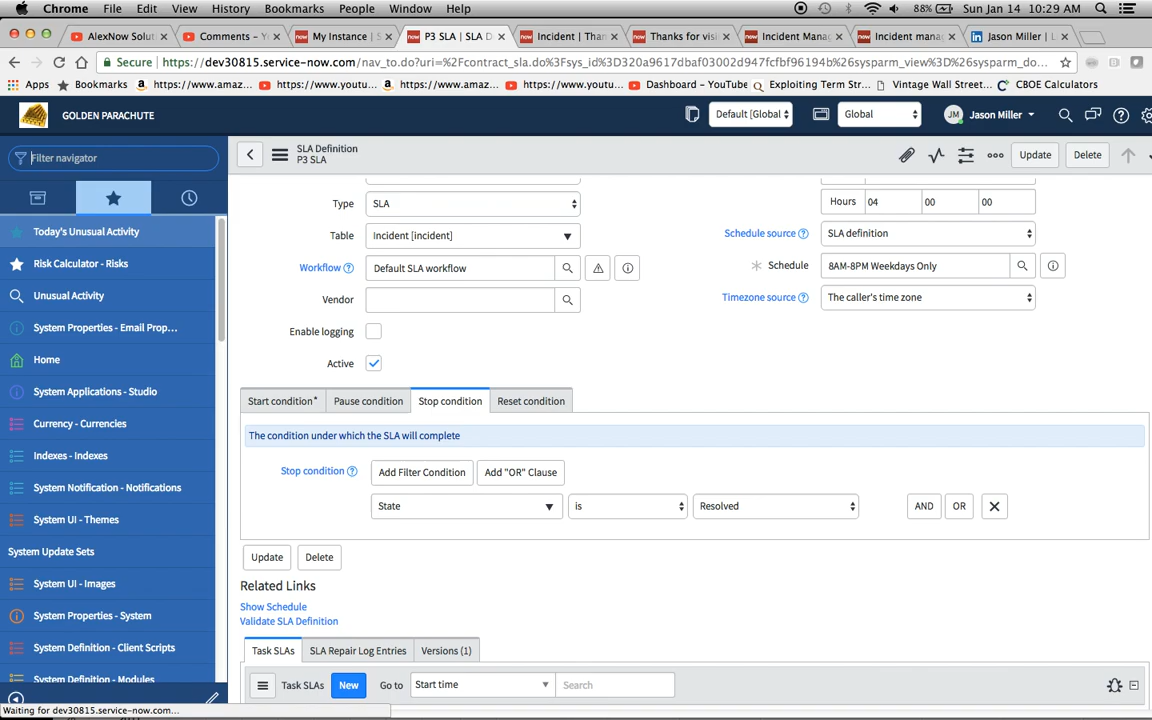 Chrome File Edit View History Bookmarks People Window Help 88% Sun Jan 14 10:29 AM
AlexNow Solut Comments – Yo My Instance | S P3 SLA | SLA D Incident | Than Thanks for visi Incident Mana Incident manag Jason Miller | L
Secure https://dev30815.service-now.com/nav_to.do?uri=%2Fcontract_sla.do%3Fsys_id%3D320a9617dbaf03002d947fcfbf96194b%26sysparm_view%3D%26sysparm_do...
Apps Bookmarks https://www.amaz... https://www.youtu... https://www.amaz... https://www.youtu... Dashboard – YouTube Exploiting Term Str... Vintage Wall Street... CBOE Calculators
GOLDEN PARACHUTE Default [Global Global JM Jason Miller
Filter navigator
SLA Definition
P3 SLA
Update Delete
Today's Unusual Activity
Risk Calculator - Risks
Unusual Activity
System Properties - Email Prop...
Home
System Applications - Studio
Currency - Currencies
Indexes - Indexes
System Notification - Notifications
System UI - Themes
System Update Sets
System UI - Images
System Properties - System
System Definition - Client Scripts
System Definition - Modules
Type SLA
Hours 04 00 00
Table Incident [incident]
Schedule source SLA definition
Workflow Default SLA workflow
Schedule 8AM-8PM Weekdays Only
Vendor
Timezone source The caller's time zone
Enable logging
Active
Start condition* Pause condition Stop condition Reset condition
The condition under which the SLA will complete
Stop condition Add Filter Condition Add "OR" Clause
State is Resolved AND OR
Update Delete
Related Links
Show Schedule
Validate SLA Definition
Task SLAs SLA Repair Log Entries Versions (1)
Task SLAs New Go to Start time Search
Waiting for dev30815.service-now.com...